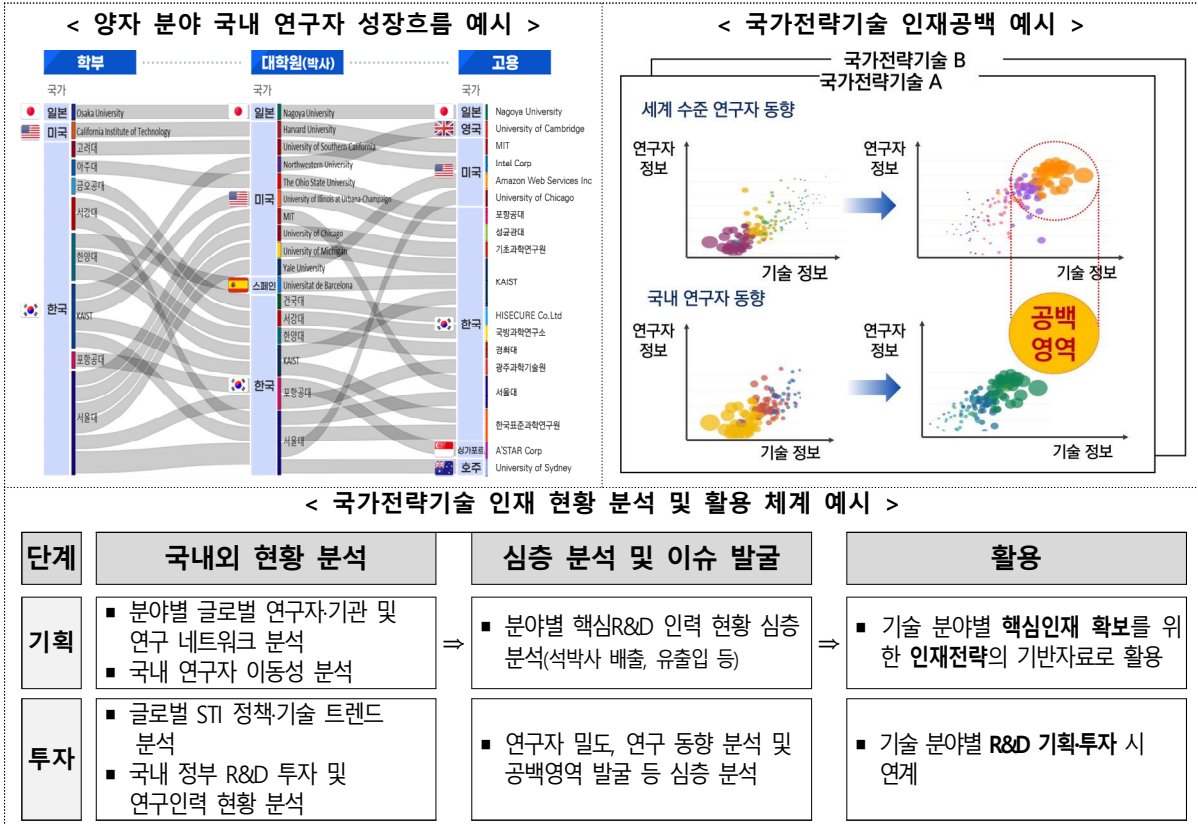 < 양자 분야 국내 연구자 성장흐름 예시 >
학부
대학원(박사)
고용
국가
국가
국가
일본
Osaka University
미국
California Institute of Technology
한국
고려대
아주대
금오공대
서강대
한양대
KAIST
포항공대
서울대
일본
Nagoya University
미국
Harvard University
University of Southern California
Northwestern University
The Ohio State University
University of Illinois at Urbana-Champaign
MIT
University of Chicago
University of Michigan
Yale University
스페인
Universitat de Barcelona
한국
건국대
서강대
한양대
KAIST
포항공대
서울대
일본
Nagoya University
영국
University of Cambridge
미국
MIT
Intel Corp
Amazon Web Services Inc
University of Chicago
한국
포항공대
성균관대
기초과학연구원
KAIST
HISECURE Co.Ltd
국방과학연구소
경희대
광주과학기술원
서울대
한국표준과학연구원
싱가포르
A'STAR Corp
호주
University of Sydney
< 국가전략기술 인재공백 예시 >
국가전략기술 B
국가전략기술 A
세계 수준 연구자 동향
연구자
정보
기술 정보
연구자
정보
기술 정보
국내 연구자 동향
공백
영역
연구자
정보
기술 정보
연구자
정보
기술 정보
< 국가전략기술 인재 현황 분석 및 활용 체계 예시 >
단계
국내외 현황 분석
심층 분석 및 이슈 발굴
활용
기획
▪ 분야별 글로벌 연구자·기관 및
연구 네트워크 분석
▪ 국내 연구자 이동성 분석
⇒
▪ 분야별 핵심R&D 인력 현황 심층
분석(석박사 배출, 유출입 등)
⇒
▪ 기술 분야별 핵심인재 확보를 위
한 인재전략의 기반자료로 활용
투자
▪ 글로벌 STI 정책·기술 트렌드
분석
▪ 국내 정부 R&D 투자 및
연구인력 현황 분석
▪ 연구자 밀도, 연구 동향 분석 및
공백영역 발굴 등 심층 분석
▪ 기술 분야별 R&D 기획·투자 시
연계